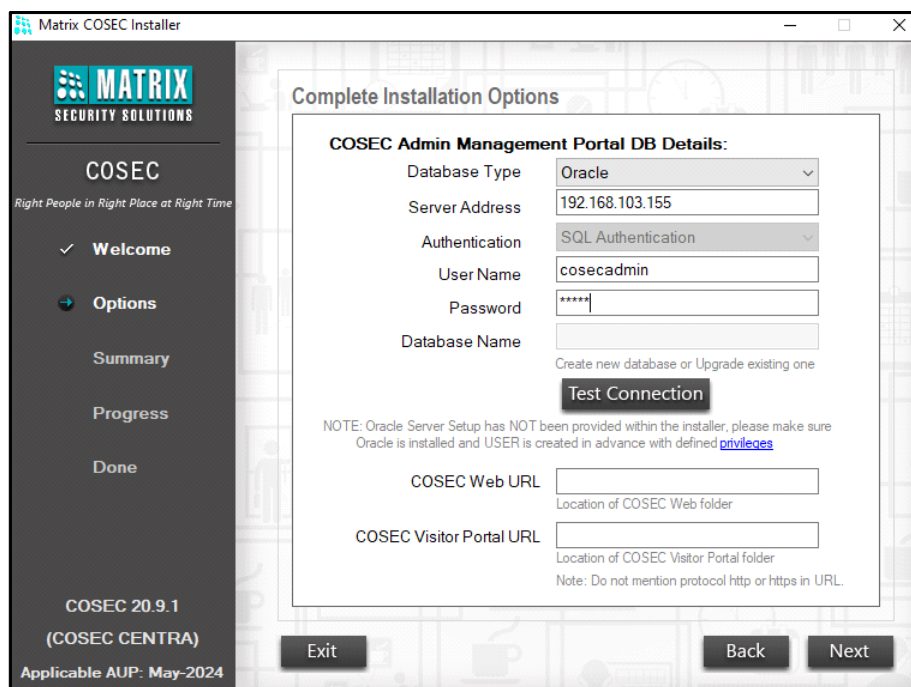 Matrix COSEC Installer
MATRIX
SECURITY SOLUTIONS
COSEC
Right People in Right Place at Right Time
Welcome
Options
Summary
Progress
Done
COSEC 20.9.1
(COSEC CENTRA)
Applicable AUP: May-2024
Complete Installation Options
COSEC Admin Management Portal DB Details:
Database Type Oracle
Server Address 192.168.103.155
Authentication SQL Authentication
User Name cosecadmin
Password *****
Database Name
Create new database or Upgrade existing one
Test Connection
NOTE: Oracle Server Setup has NOT been provided within the installer, please make sure
Oracle is installed and USER is created in advance with defined privileges
COSEC Web URL
Location of COSEC Web folder
COSEC Visitor Portal URL
Location of COSEC Visitor Portal folder
Note: Do not mention protocol http or https in URL.
Exit Back Next